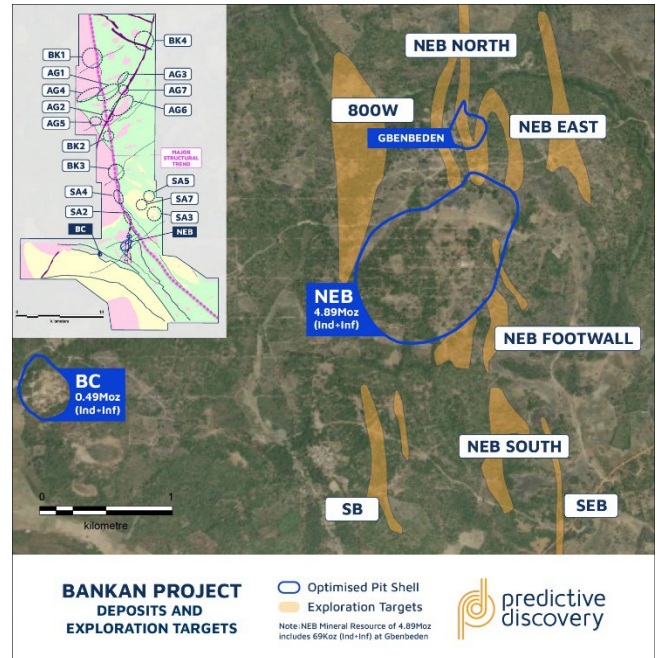 BK4
BK1
AG1
AG3
AG4
AG7
AG2
AG6
AG5
BK2
MAJOR
STRUCTURAL
TREND
BK3
SA4
SA5
SA7
SA2
SA3
BC
NEB
0
10
NEB NORTH
800W
GBENBEDEN
NEB EAST
NEB
4.89Moz
(Ind+Inf)
NEB FOOTWALL
BC
0.49Moz
(Ind+Inf)
NEB SOUTH
SB
SEB
0
1
kilometre
BANKAN PROJECT
DEPOSITS AND
EXPLORATION TARGETS
Optimised Pit Shell
Exploration Targets
Note: NEB Mineral Resource of 4.89Moz
includes 69Koz (Ind+Inf) at Gbenbeden
predictive
discovery